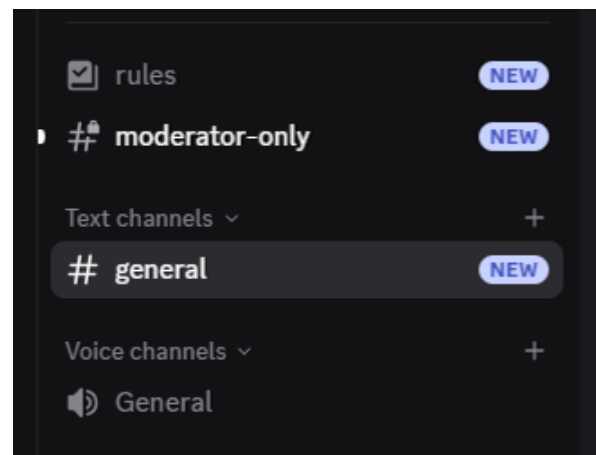 rules NEW
moderator-only NEW
Text channels
general NEW
Voice channels
General